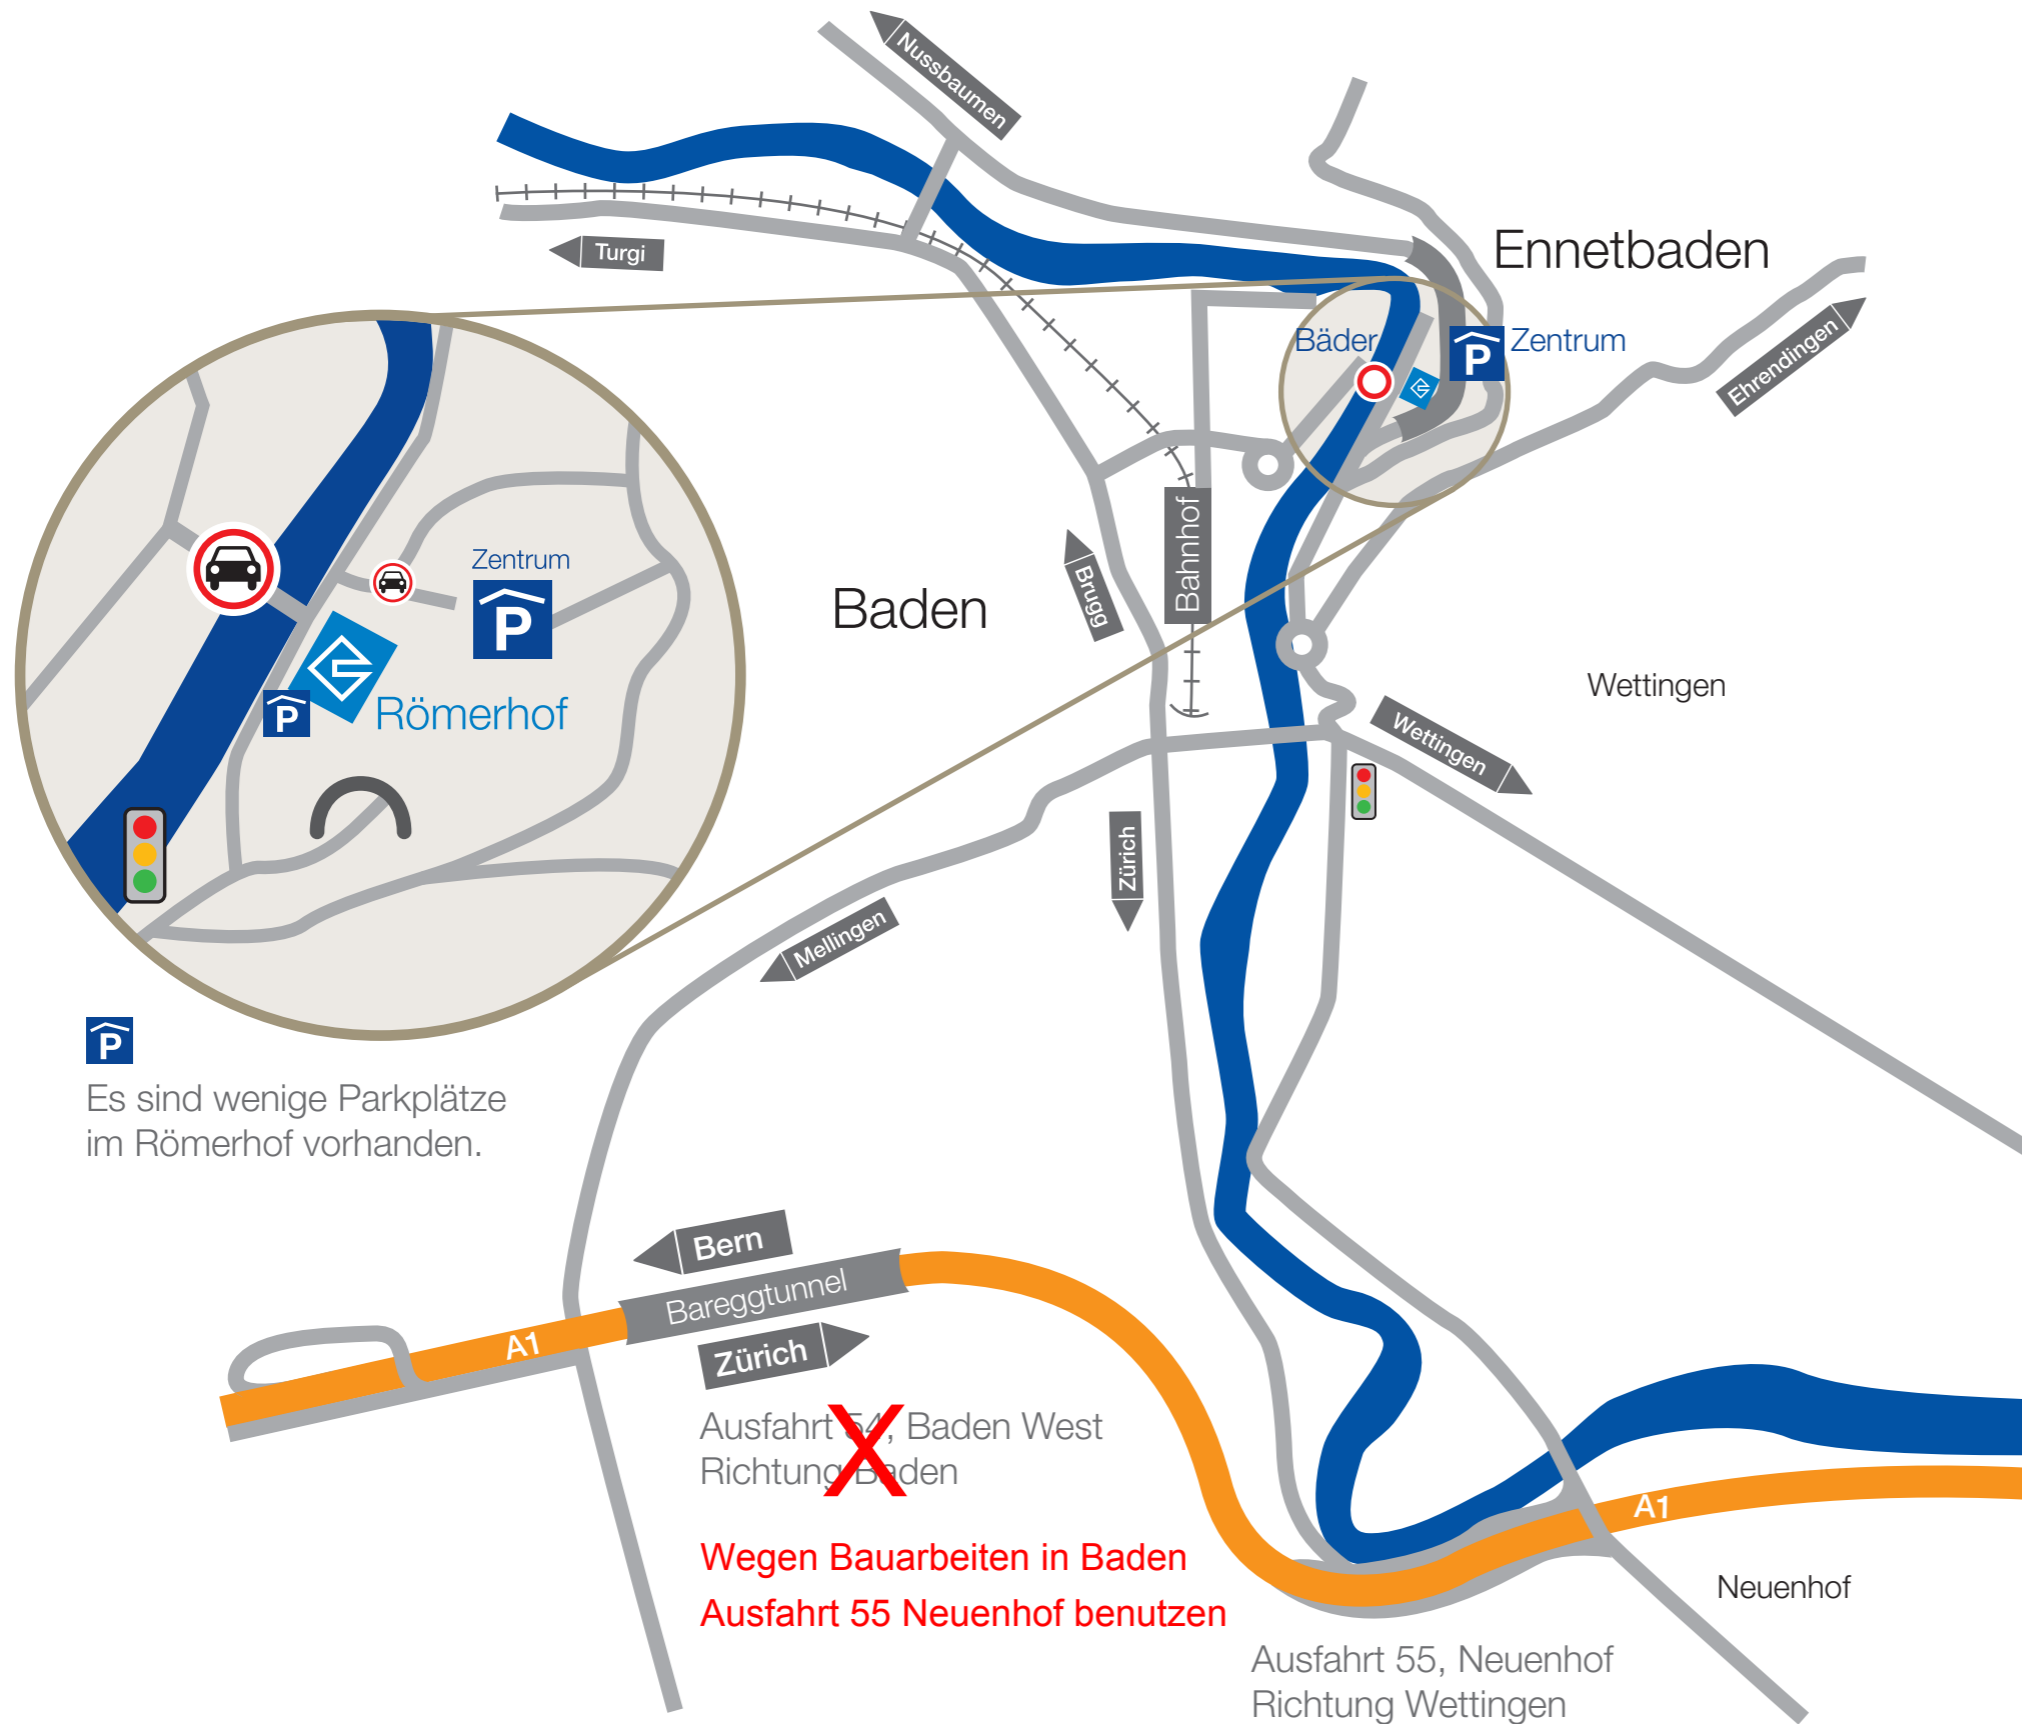 Nussbaumen
Turgi
Ennetbaden
Ehrendingen
Bäder
P
Zentrum
Zentrum
P
Römerhof
P
Baden
Brugg
Bahnhof
Wettingen
Wettingen
Zürich
Mellingen
P
Es sind wenige Parkplätze
im Römerhof vorhanden.
Bern
Bareggtunnel
A1
Zürich
Ausfahrt 54, Baden West
Richtung Baden
X
Wegen Bauarbeiten in Baden
Ausfahrt 55 Neuenhof benutzen
A1
Neuenhof
Ausfahrt 55, Neuenhof
Richtung Wettingen